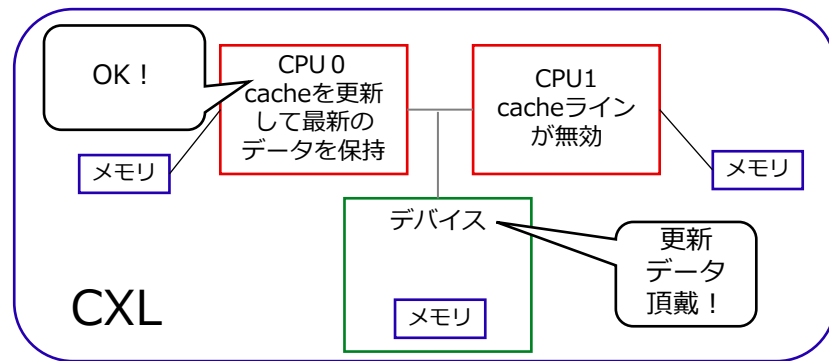 OK！
CPU０
cacheを更新
して最新の
データを保持
CPU1
cacheライン
が無効
メモリ
メモリ
デバイス
更新
データ
頂戴！
メモリ
CXL